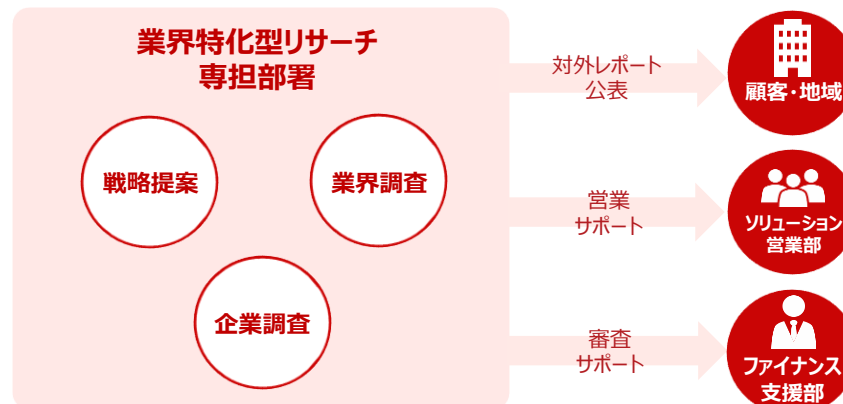 業界特化型リサーチ
専担部署
戦略提案
業界調査
企業調査
対外レポート
公表
顧客・地域
営業
サポート
ソリューション
営業部
審査
サポート
ファイナンス
支援部